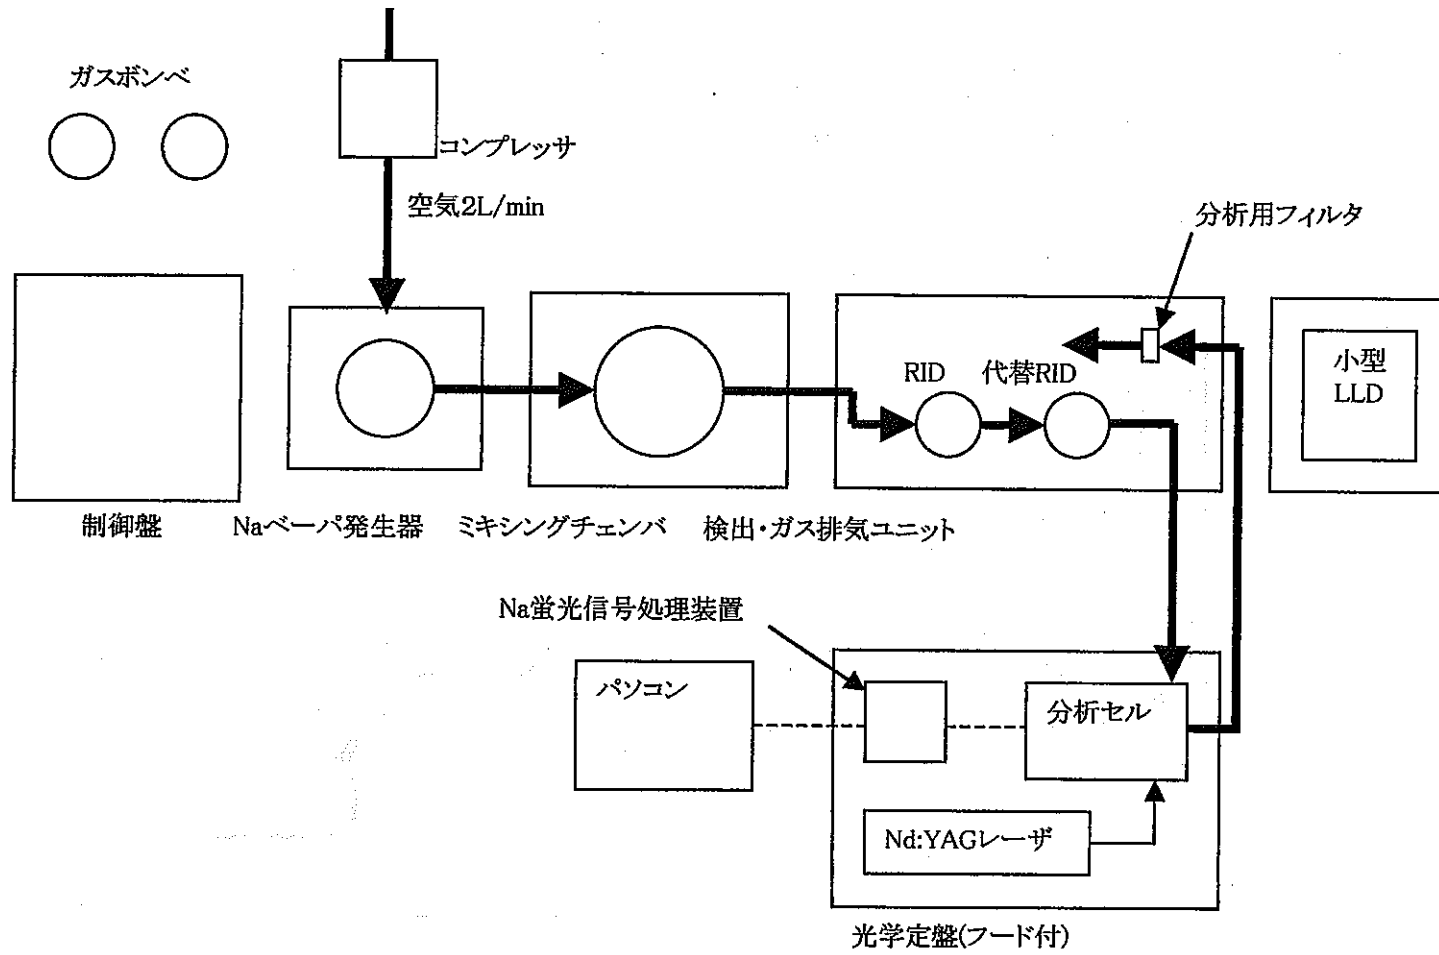 ガスボンベ
コンプレッサ
空気2L/min
分析用フィルタ
RID
代替RID
小型
LLD
制御盤
Naベーパ発生器
ミキシングチェンバ
検出・ガス排気ユニット
Na蛍光信号処理装置
パソコン
分析セル
Nd:YAGレーザ
光学定盤(フード付)